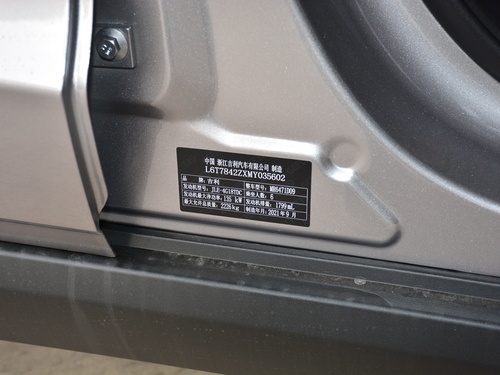 中国 浙江吉利汽车有限公司 制造
L6T7842ZXMY035602
品 牌：吉利 整车型号：MR6471D09
发动机型号：JLE-4G18TDC 乘坐人数：6
发动机最大净功率：135 kW 发动机排量：1799 mL
最大允许总质量：2226 kg 制造年月：2021年9月